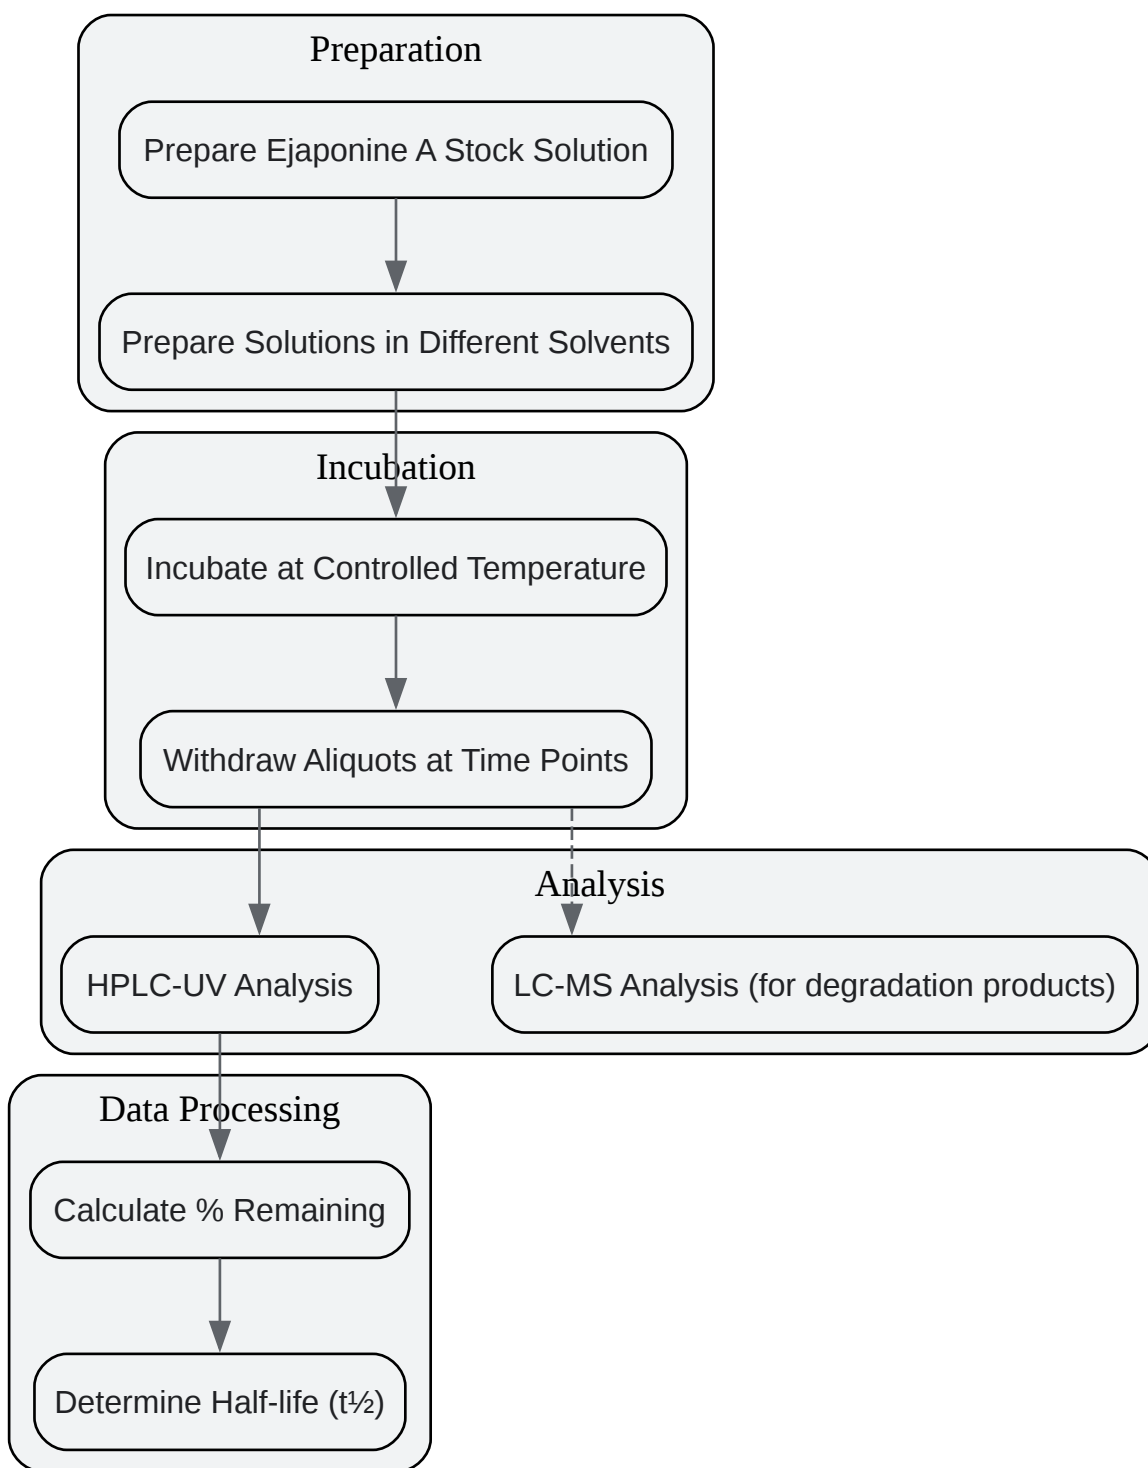 Preparation
Prepare Ejaponine A Stock Solution
Prepare Solutions in Different Solvents
Incubation
Incubate at Controlled Temperature
Withdraw Aliquots at Time Points
Analysis
HPLC-UV Analysis
LC-MS Analysis (for degradation products)
Data Processing
Calculate % Remaining
Determine Half-life (t½)